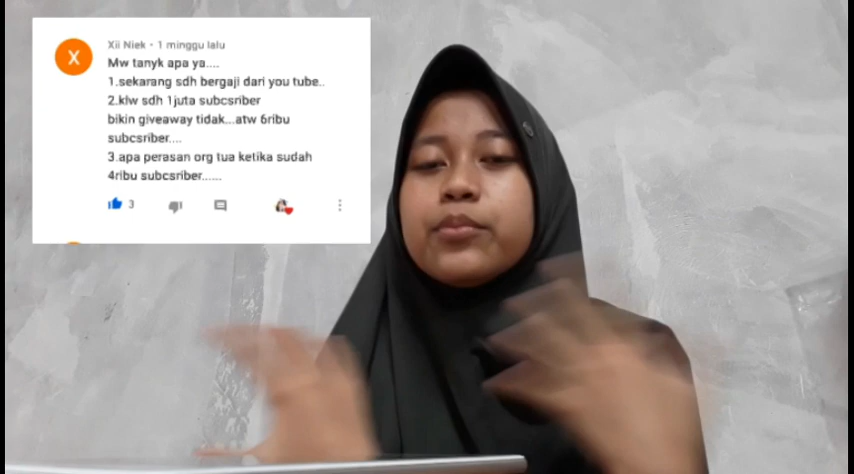 X
Xii Niek • 1 minggu lalu
Mw tanyk apa ya....
1.sekarang sdh bergaji dari you tube..
2.klw sdh 1juta subcsriber
bikin giveaway tidak...atw 6ribu
subcsriber....
3.apa perasan org tua ketika sudah
4ribu subcsriber......
3